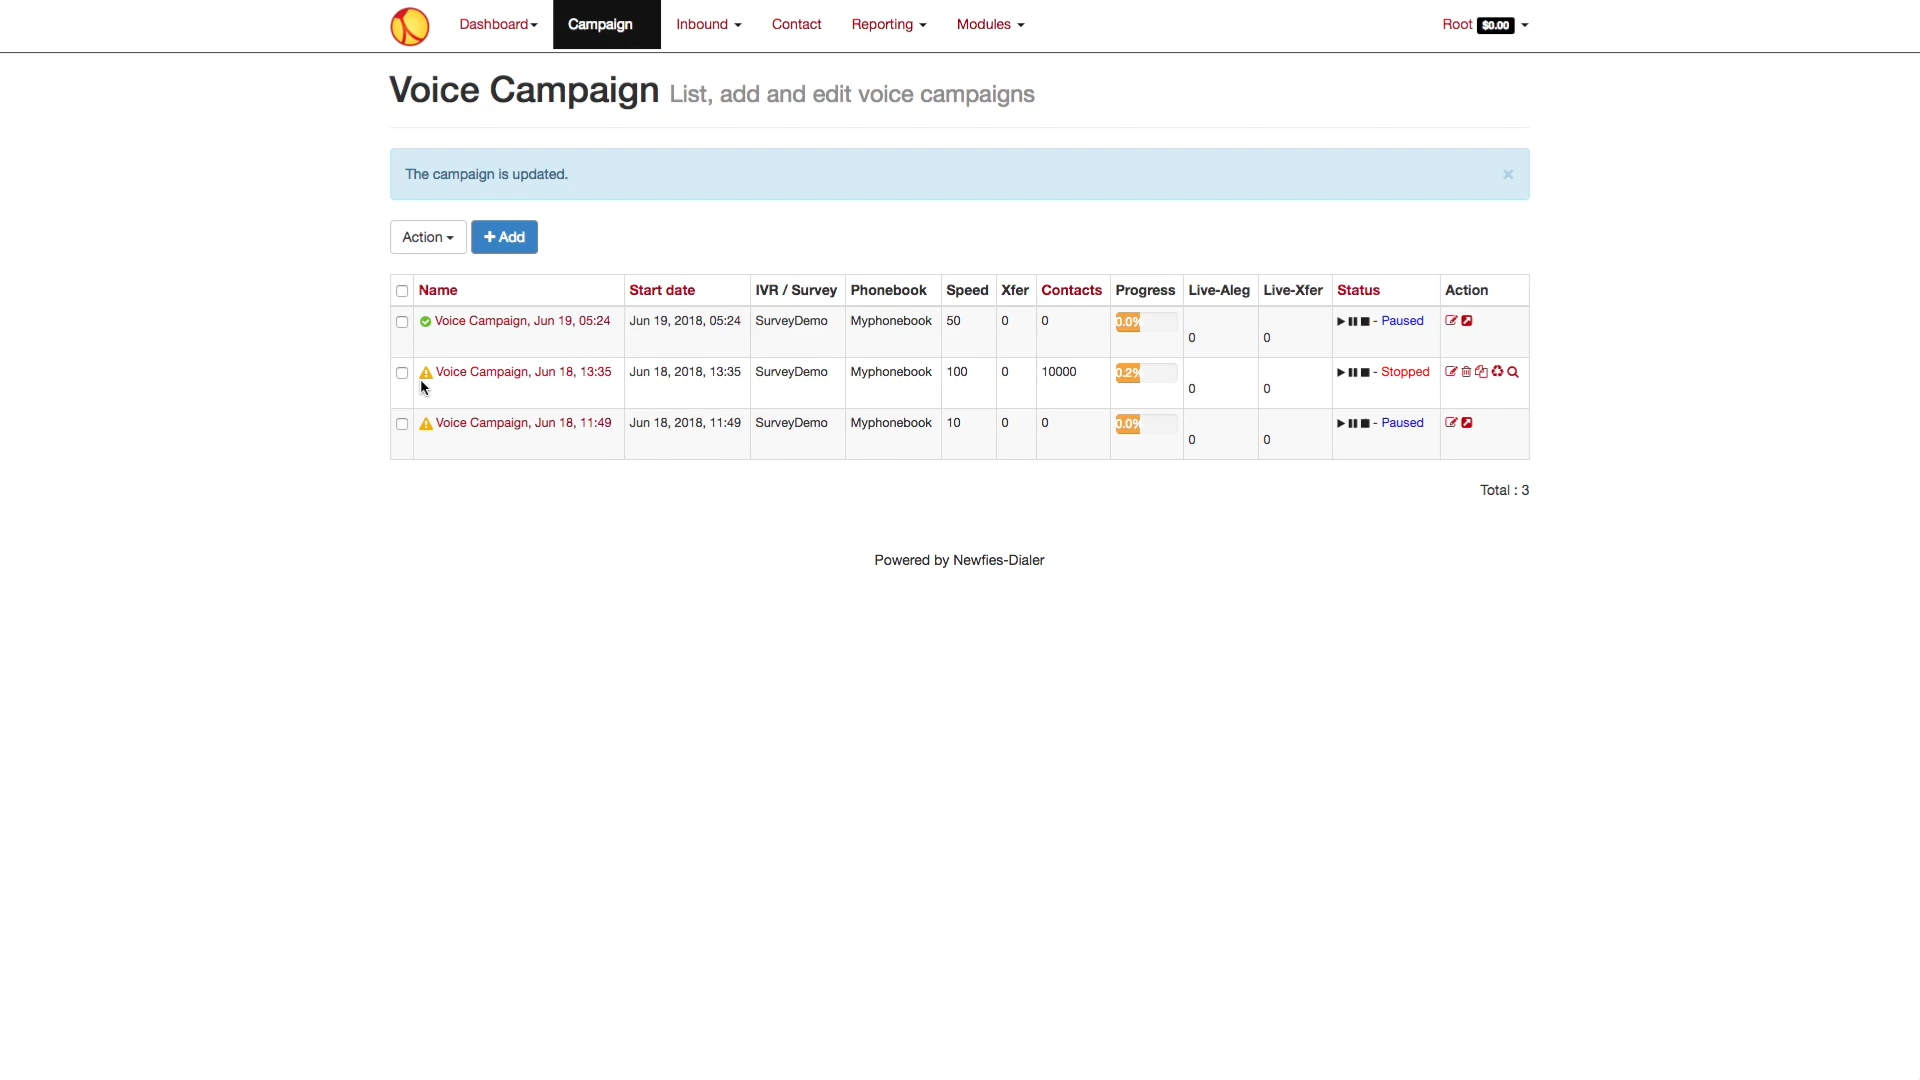 Dashboard Campaign Inbound Contact Reporting Modules Root $0.00
Voice Campaign List, add and edit voice campaigns
The campaign is updated. ×
Action + Add
Name Start date IVR / Survey Phonebook Speed Xfer Contacts Progress Live-Aleg Live-Xfer Status Action
Voice Campaign, Jun 19, 05:24 Jun 19, 2018, 05:24 SurveyDemo Myphonebook 50 0 0 0.0% 0 0 - Paused
Voice Campaign, Jun 18, 13:35 Jun 18, 2018, 13:35 SurveyDemo Myphonebook 100 0 10000 0.2% 0 0 - Stopped
Voice Campaign, Jun 18, 11:49 Jun 18, 2018, 11:49 SurveyDemo Myphonebook 10 0 0 0.0% 0 0 - Paused
Total : 3
Powered by Newfies-Dialer